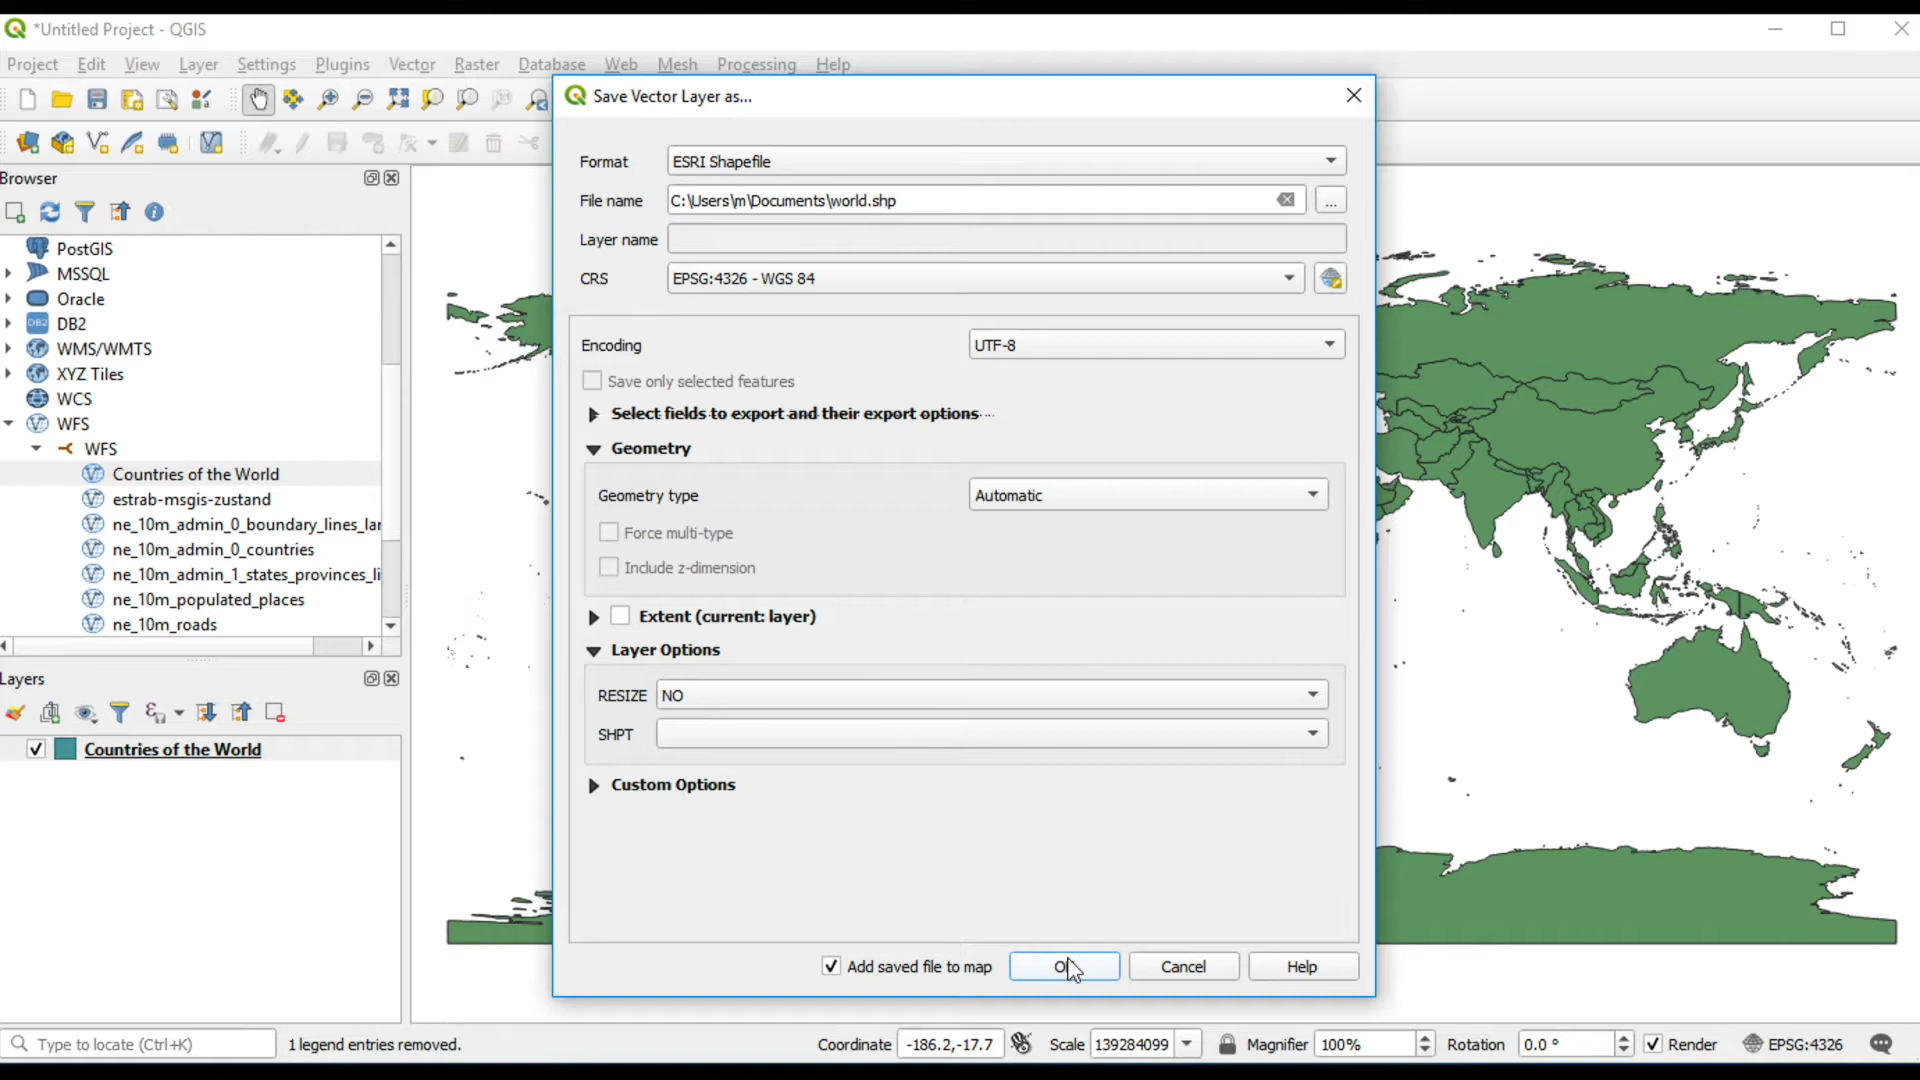 *Untitled Project - QGIS
Project Edit View Layer Settings Plugins Vector Raster Database Web Mesh Processing Help
Save Vector Layer as...
Format ESRI Shapefile
File name C:\Users\m\Documents\world.shp ...
Layer name
CRS EPSG:4326 - WGS 84
Encoding UTF-8
Save only selected features
Select fields to export and their export options
Geometry
Geometry type Automatic
Force multi-type
Include z-dimension
Extent (current: layer)
Layer Options
RESIZE NO
SHPT
Custom Options
Add saved file to map Cancel Help
Browser
PostGIS
MSSQL
Oracle
DB2 DB2
WMS/WMTS
XYZ Tiles
WCS
WFS
WFS
Countries of the World
estrab-msgis-zustand
ne_10m_admin_0_boundary_lines_lar
ne_10m_admin_0_countries
ne_10m_admin_1_states_provinces_li
ne_10m_populated_places
ne_10m_roads
Layers
Countries of the World
Type to locate (Ctrl+K) 1 legend entries removed. Coordinate -186.2,-17.7 Scale 139284099 Magnifier 100% Rotation 0.0 ° Render EPSG:4326